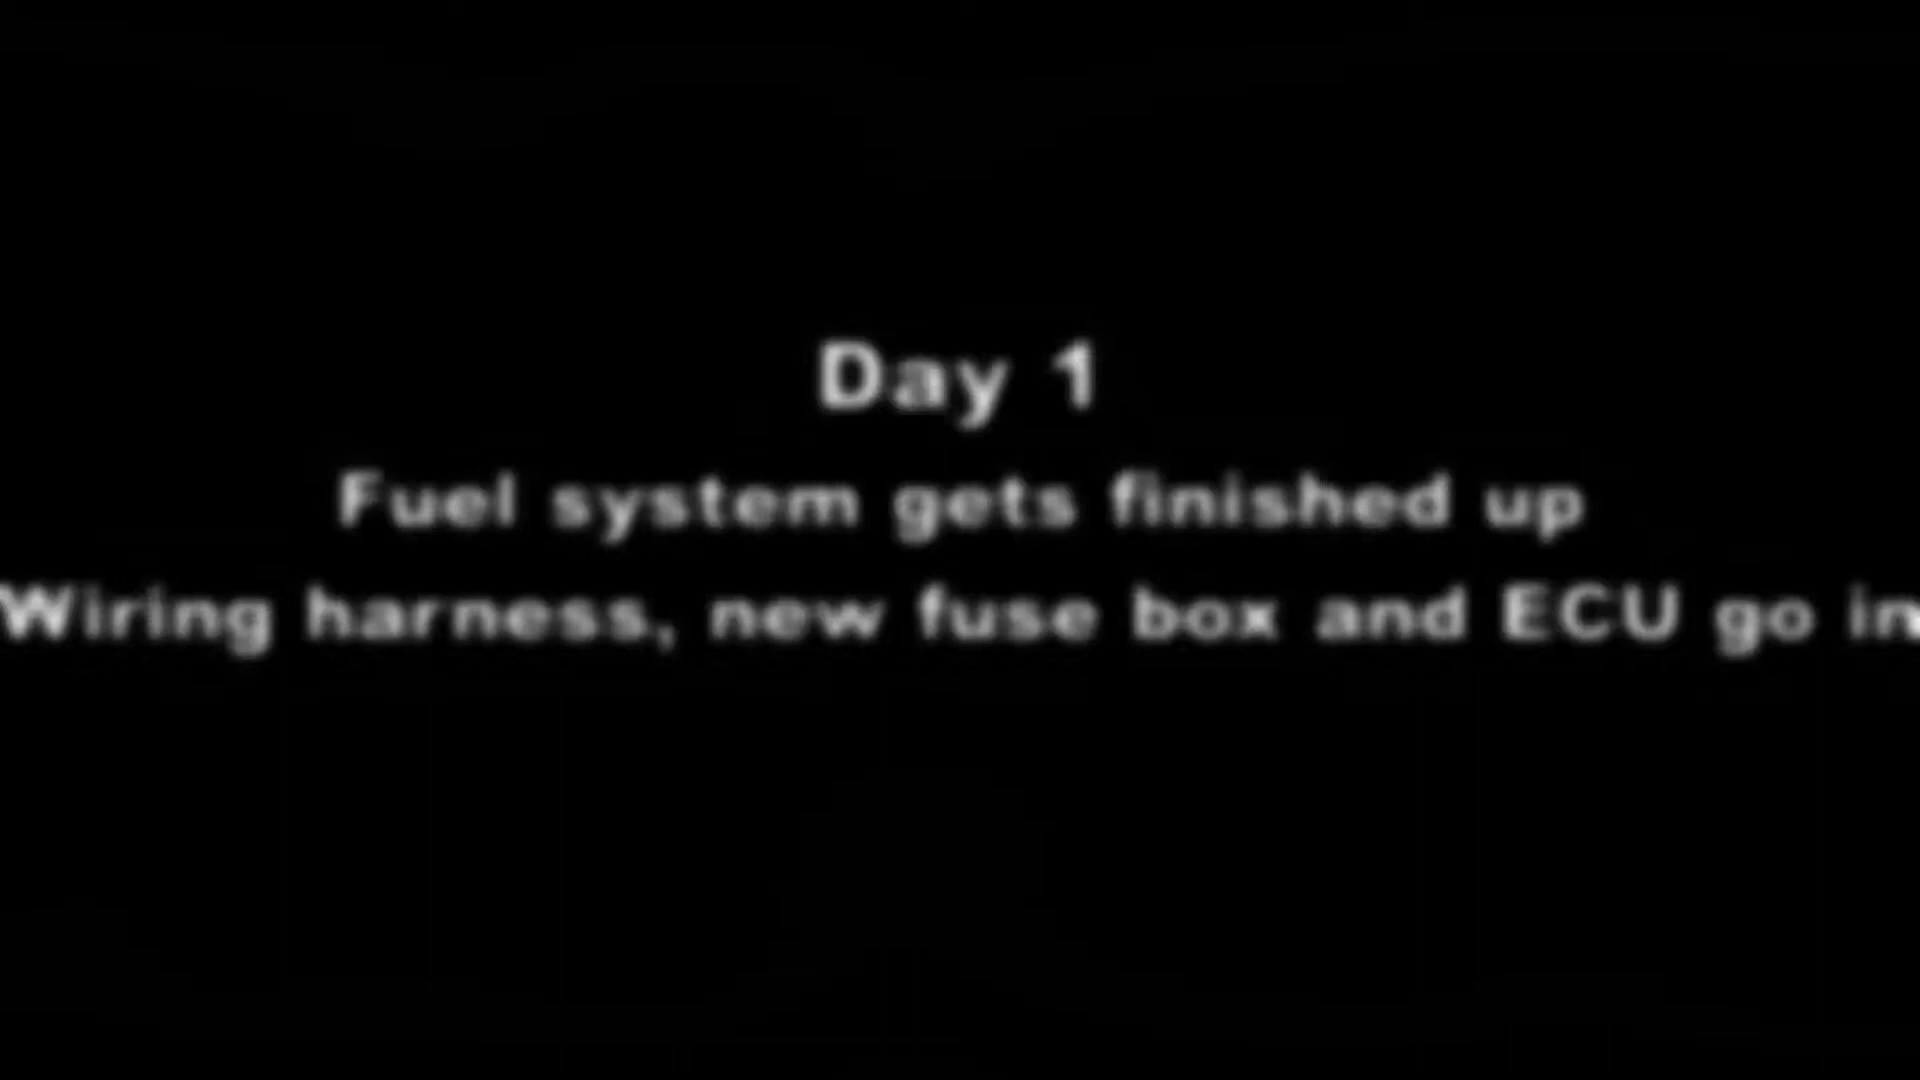 Day 1
Fuel system gets finished up
Wiring harness, new fuse box and ECU go in